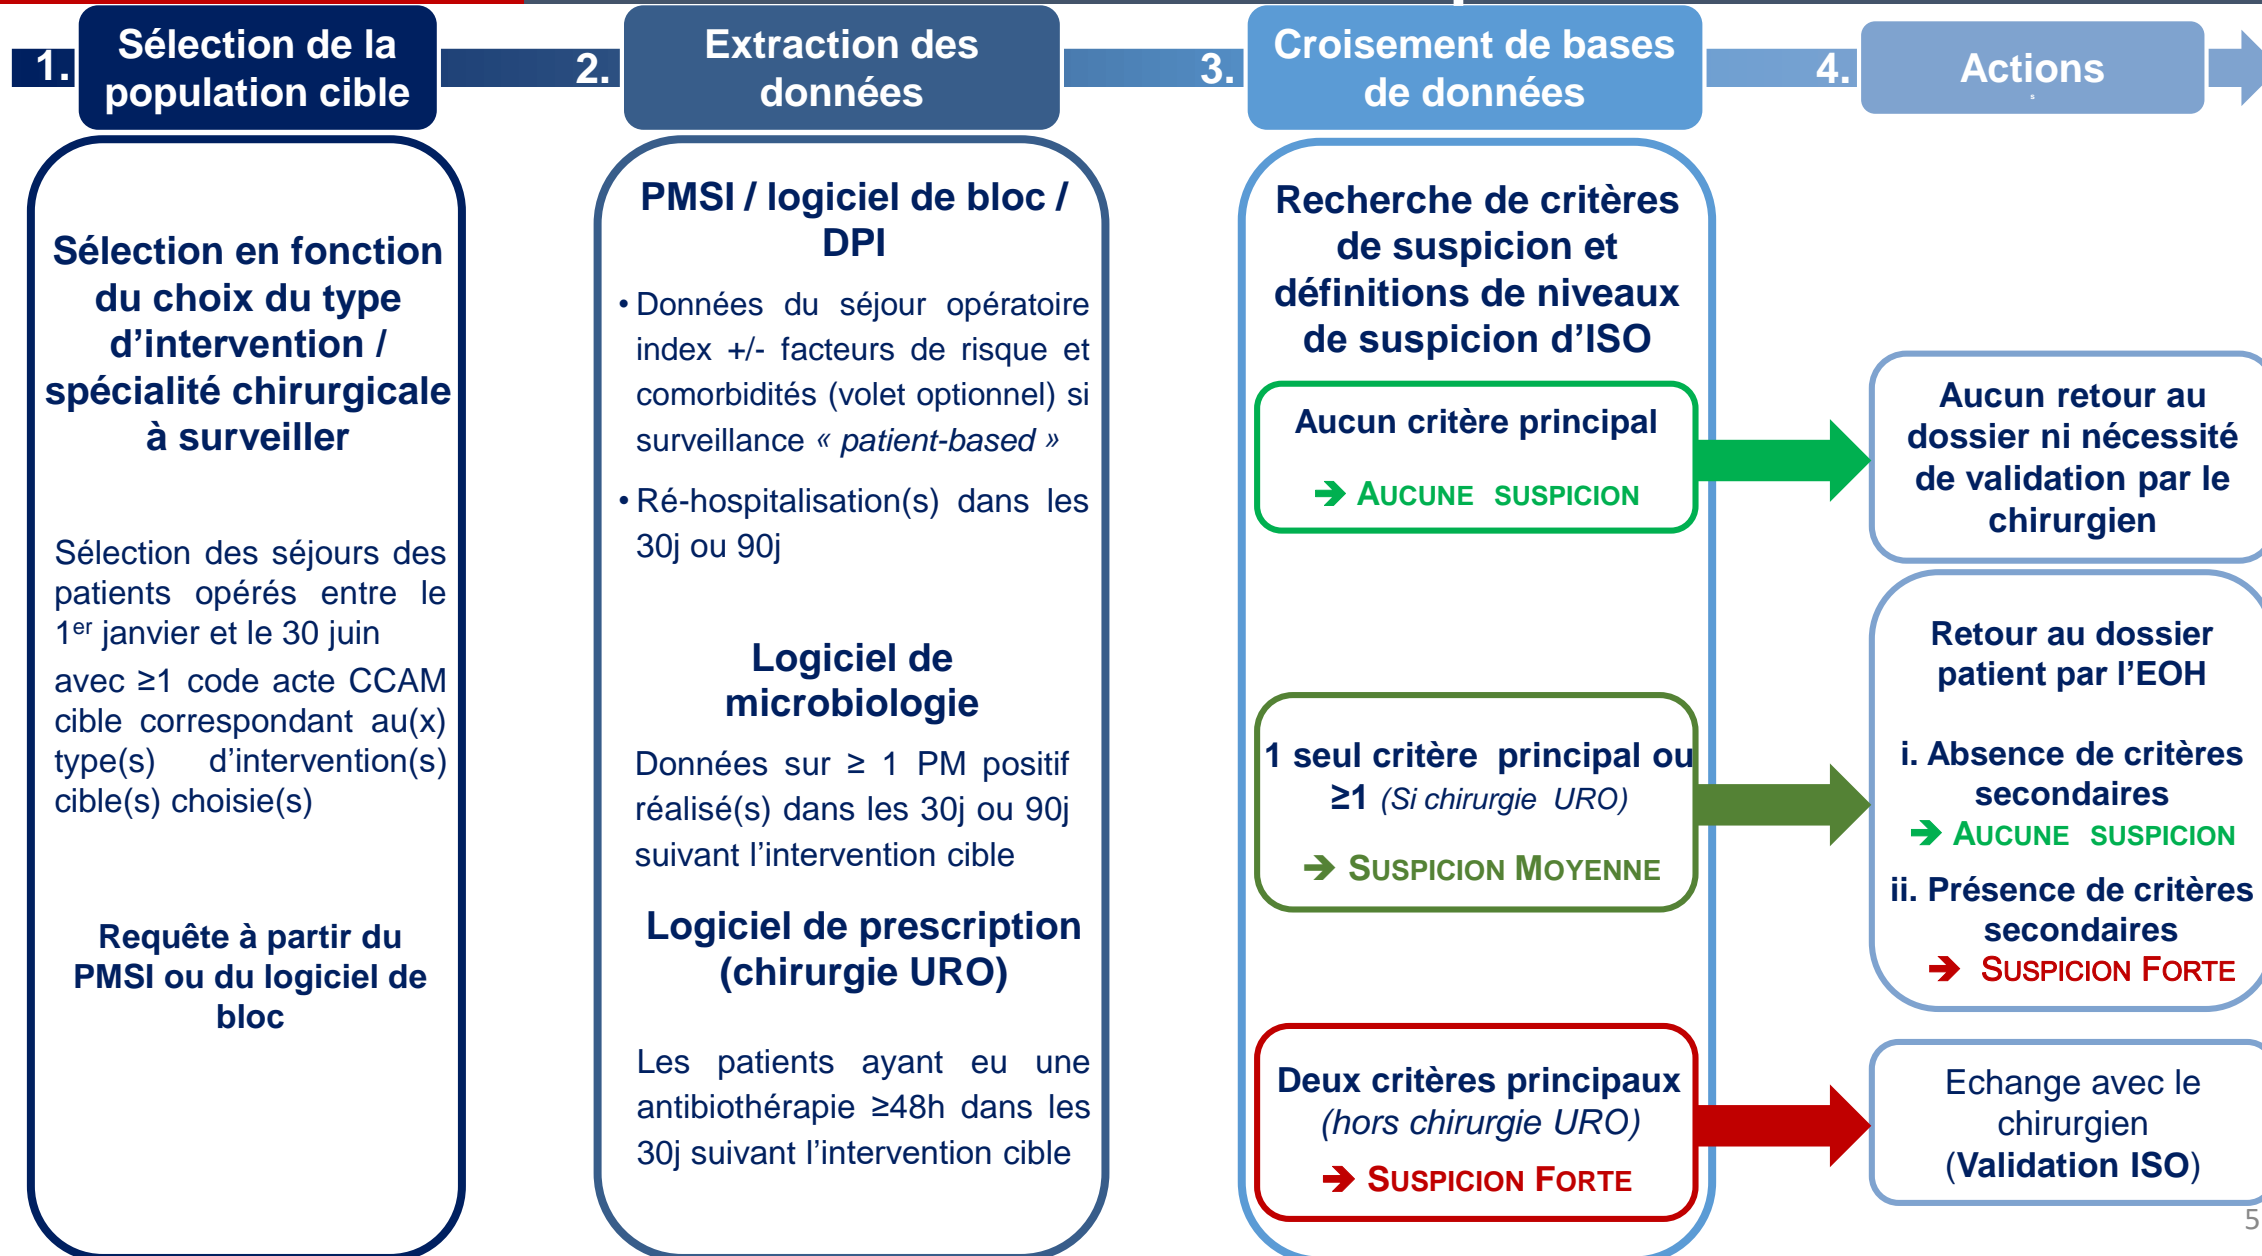 1.
Sélection de la
population cible
2.
Extraction des
données
3.
Croisement de bases
de données
4.
Actions
s
Sélection en fonction
du choix du type
d’intervention /
spécialité chirurgicale
à surveiller
Sélection des séjours des
patients opérés entre le
1er janvier et le 30 juin
avec ≥1 code acte CCAM
cible correspondant au(x)
type(s) d’intervention(s)
cible(s) choisie(s)
Requête à partir du
PMSI ou du logiciel de
bloc
PMSI / logiciel de bloc /
DPI
• Données du séjour opératoire
index +/- facteurs de risque et
comorbidités (volet optionnel) si
surveillance « patient-based »
• Ré-hospitalisation(s) dans les
30j ou 90j
Logiciel de
microbiologie
Données sur ≥ 1 PM positif
réalisé(s) dans les 30j ou 90j
suivant l’intervention cible
Logiciel de prescription
(chirurgie URO)
Les patients ayant eu une
antibiothérapie ≥48h dans les
30j suivant l’intervention cible
Recherche de critères
de suspicion et
définitions de niveaux
de suspicion d’ISO
Aucun critère principal
➔ AUCUNE SUSPICION
1 seul critère principal ou
≥1 (Si chirurgie URO)
➔ SUSPICION MOYENNE
Deux critères principaux
(hors chirurgie URO)
➔ SUSPICION FORTE
Aucun retour au
dossier ni nécessité
de validation par le
chirurgien
Retour au dossier
patient par l’EOH
i. Absence de critères
secondaires
➔ AUCUNE SUSPICION
ii. Présence de critères
secondaires
➔ SUSPICION FORTE
Echange avec le
chirurgien
(Validation ISO)
5